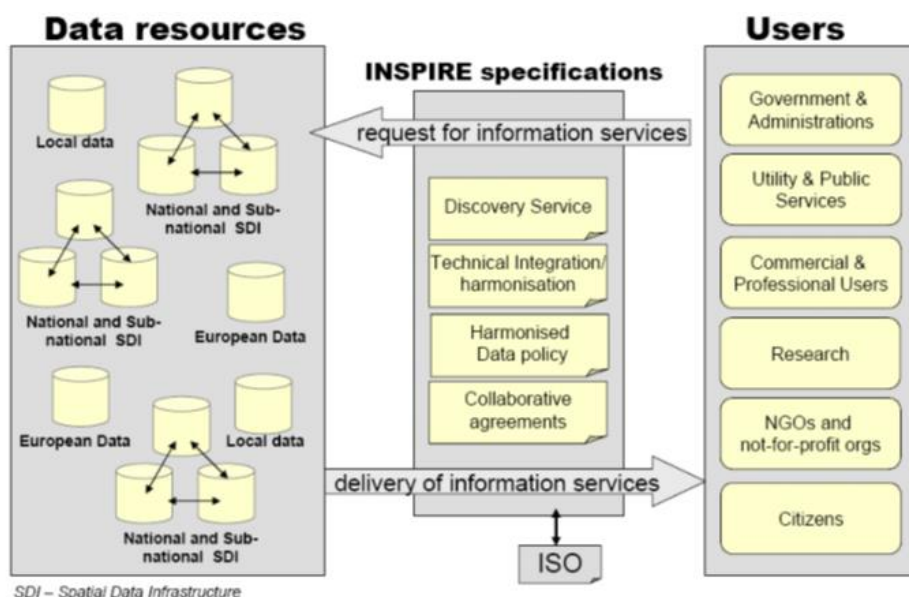 Data resources
Local data
National and Sub-
national SDI
National and Sub-
national SDI
European Data
European Data
Local data
National and Sub-
national SDI
SDI – Spatial Data Infrastructure
INSPIRE specifications
request for information services
Discovery Service
Technical Integration/
harmonisation
Harmonised
Data policy
Collaborative
agreements
delivery of information services
ISO
Users
Government &
Administrations
Utility & Public
Services
Commercial &
Professional Users
Research
NGOs and
not-for-profit orgs
Citizens